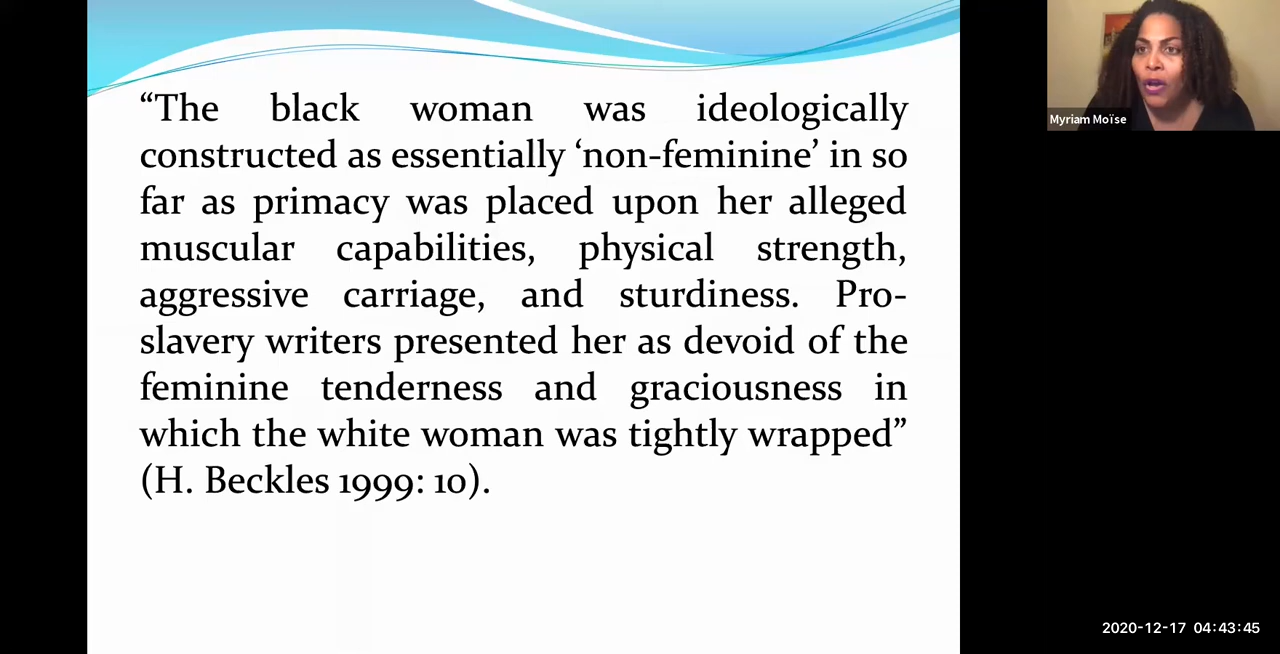 “The black woman was ideologically
constructed as essentially ‘non-feminine’ in so
far as primacy was placed upon her alleged
muscular capabilities, physical strength,
aggressive carriage, and sturdiness. Pro-
slavery writers presented her as devoid of the
feminine tenderness and graciousness in
which the white woman was tightly wrapped”
(H. Beckles 1999: 10).
Myriam Moïse
2020-12-17 04:43:45